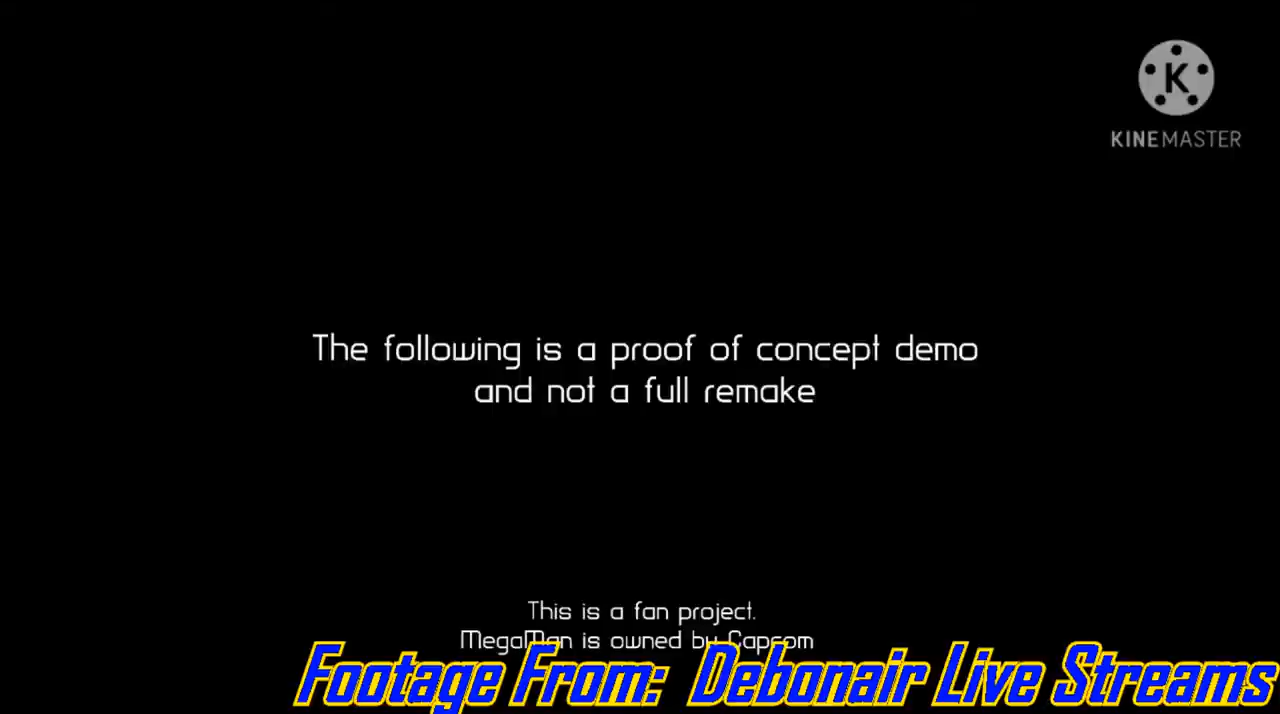 K
KINEMASTER
The following is a proof of concept demo
and not a full remake
This is a fan project.
MegaMan is owned by Capcom
Footage From: Debonair Live Streams